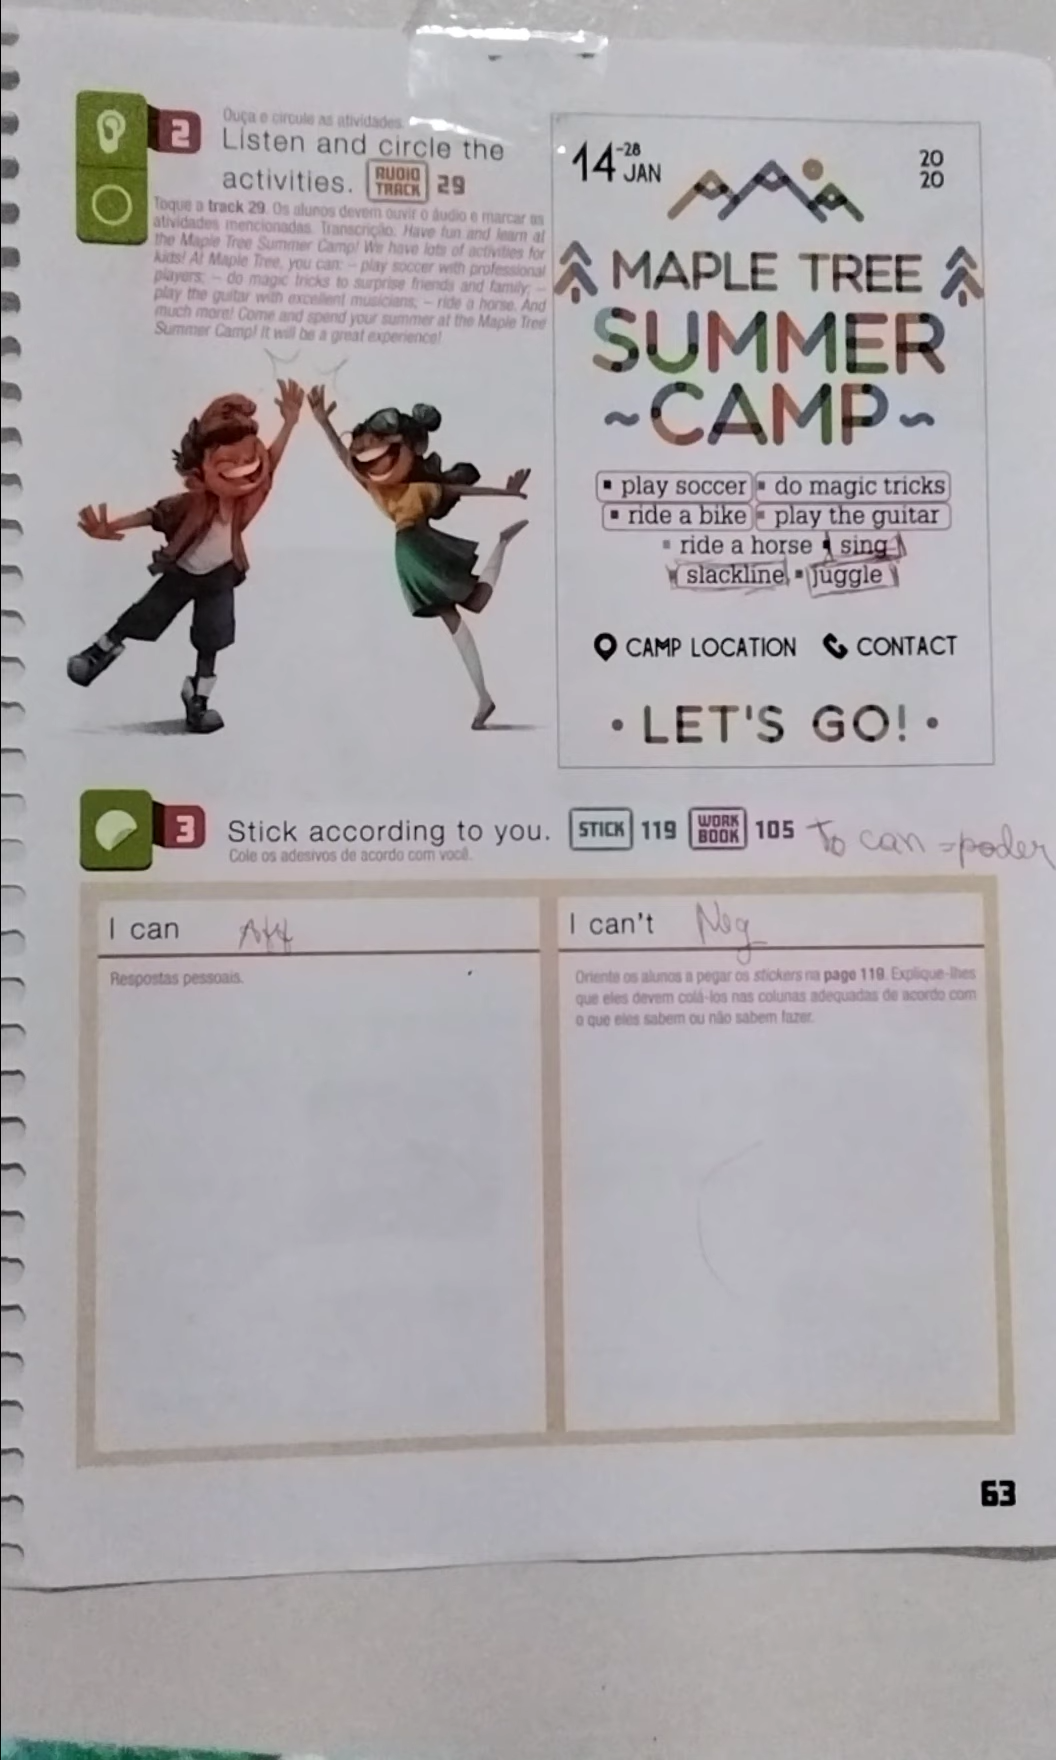 Ouça e circule as atividades.
2 Listen and circle the
activities. AUDIO TRACK 29
Toque a track 29. Os alunos devem ouvir o áudio e marcar as
atividades mencionadas. Transcrição. Have fun and learn at
the Maple Tree Summer Camp! We have lots of activities for
kids! At Maple Tree, you can: – play soccer with professional
players; – do magic tricks to surprise friends and family; –
play the guitar with excellent musicians; – ride a horse. And
much more! Come and spend your summer at the Maple Tree
Summer Camp! It will be a great experience!
14-28 JAN
20
20
MAPLE TREE
SUMMER
~CAMP~
▪ play soccer ▪ do magic tricks
▪ ride a bike ▪ play the guitar
▪ ride a horse ▪ sing
slackline ▪ juggle
CAMP LOCATION CONTACT
• LET'S GO! •
3 Stick according to you. STICK 119 WORK BOOK 105 To can = poder
Cole os adesivos de acordo com você.
I can Aff
Respostas pessoais.
I can't Neg
Oriente os alunos a pegar os stickers na page 119. Explique-lhes
que eles devem colá-los nas colunas adequadas de acordo com
o que eles sabem ou não sabem fazer.
63